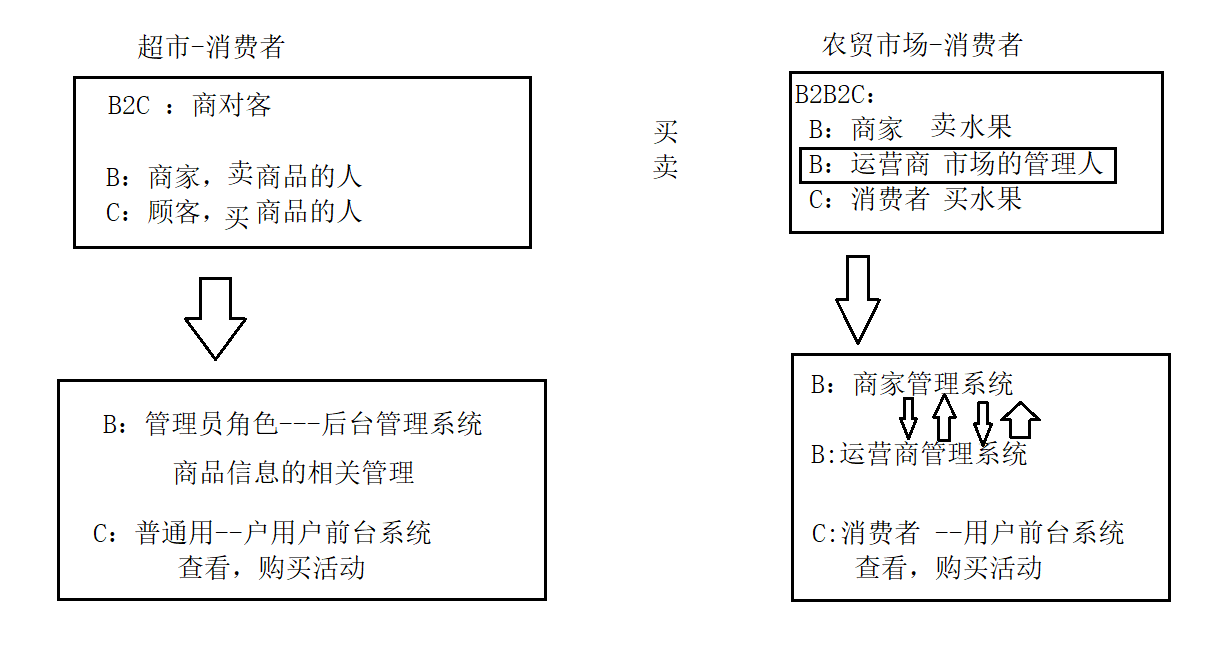 超市-消费者
B2C ：商对客
B：商家，卖商品的人
C：顾客，买商品的人
B：管理员角色---后台管理系统
商品信息的相关管理
C：普通用--户用户前台系统
查看，购买活动
买
卖
农贸市场-消费者
B2B2C：
B：商家 卖水果
B：运营商 市场的管理人
C：消费者 买水果
B：商家管理系统
B:运营商管理系统
C:消费者 --用户前台系统
查看，购买活动